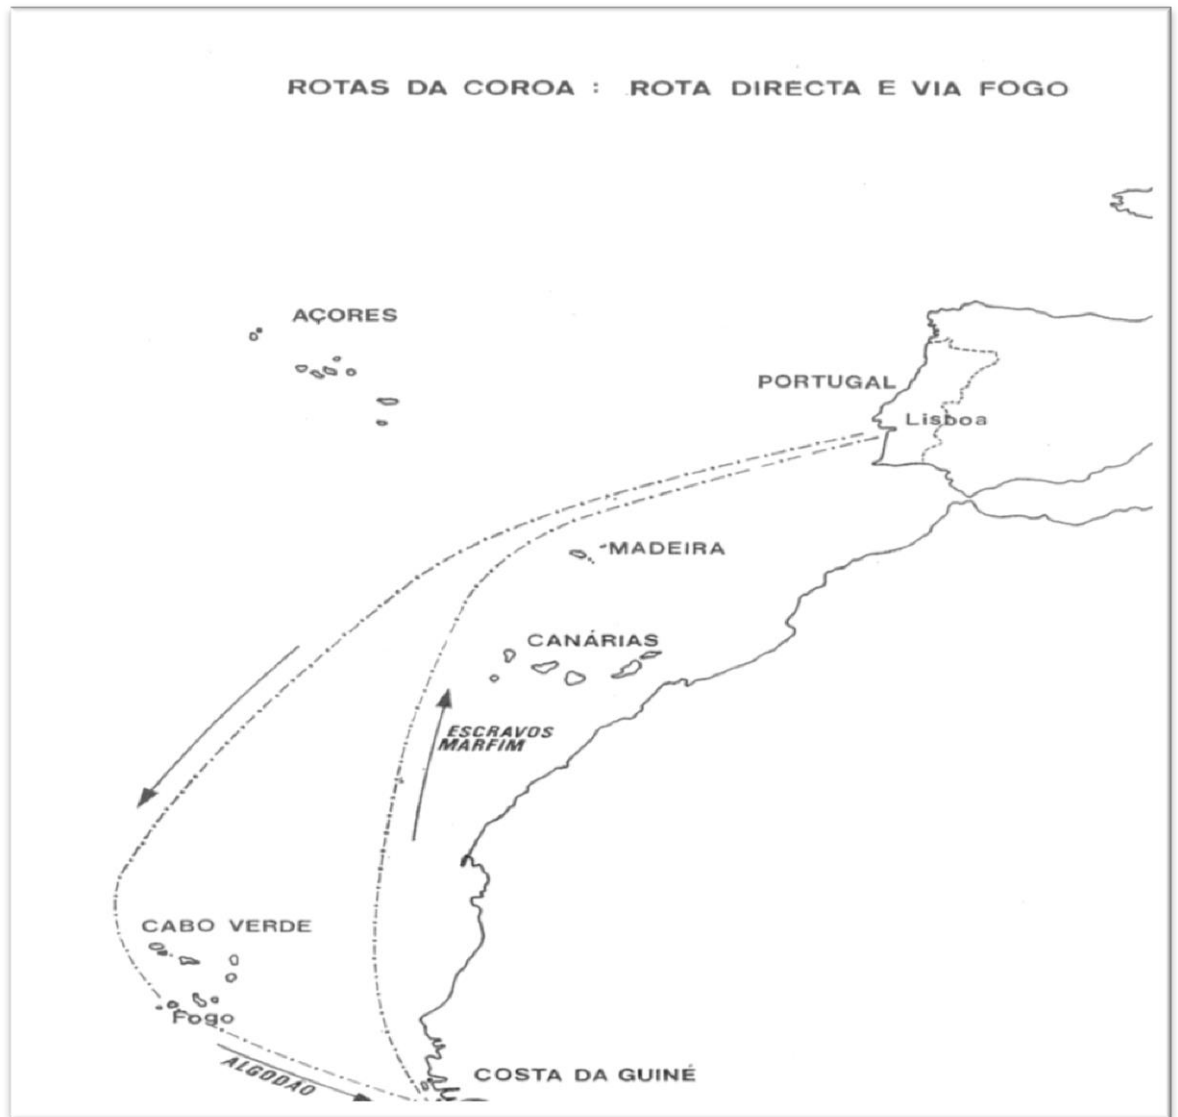 ROTAS DA COROA : ROTA DIRECTA E VIA FOGO
AÇORES
PORTUGAL
Lisboa
MADEIRA
CANÁRIAS
ESCRAVOS
MARFIM
CABO VERDE
Fogo
ALGODÃO
COSTA DA GUINÉ